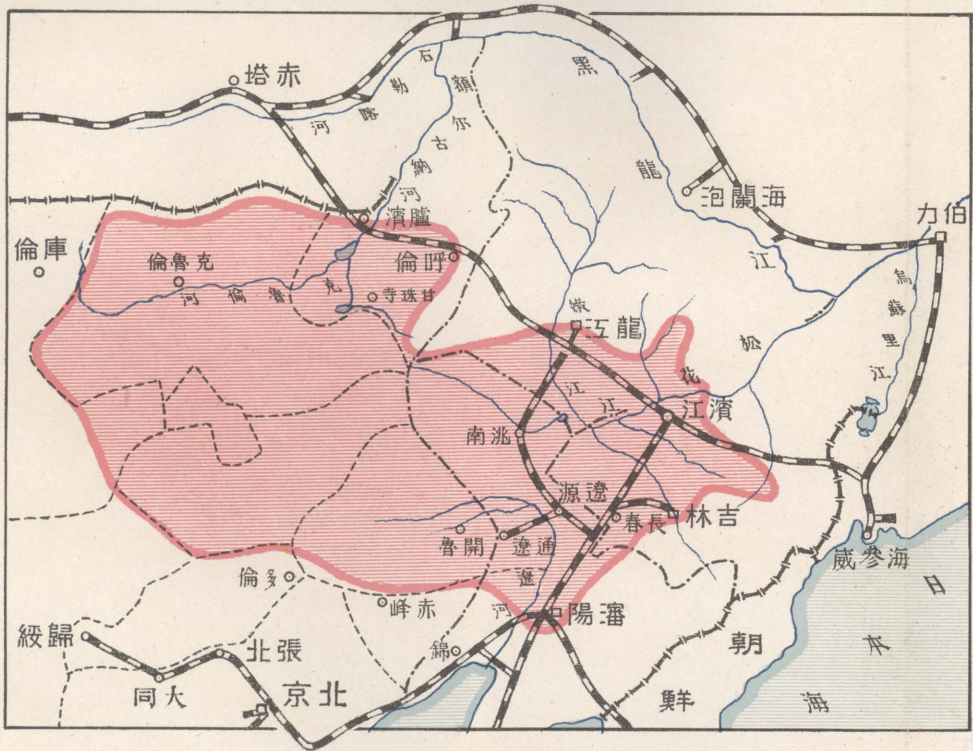 赤塔
石勒喀河
額尔古納河
黑龍江
海蘭泡
伯力
烏蘇里江
臚濱
呼倫
庫倫
克魯倫
克魯倫河
甘珠寺
龍江
嫩江
松花江
濱江
洮南
遼源
長春
吉林
開魯
通遼
遼河
多倫
赤峰
瀋陽
錦
海參威
日本海
朝鮮
歸綏
張北
大同
北京